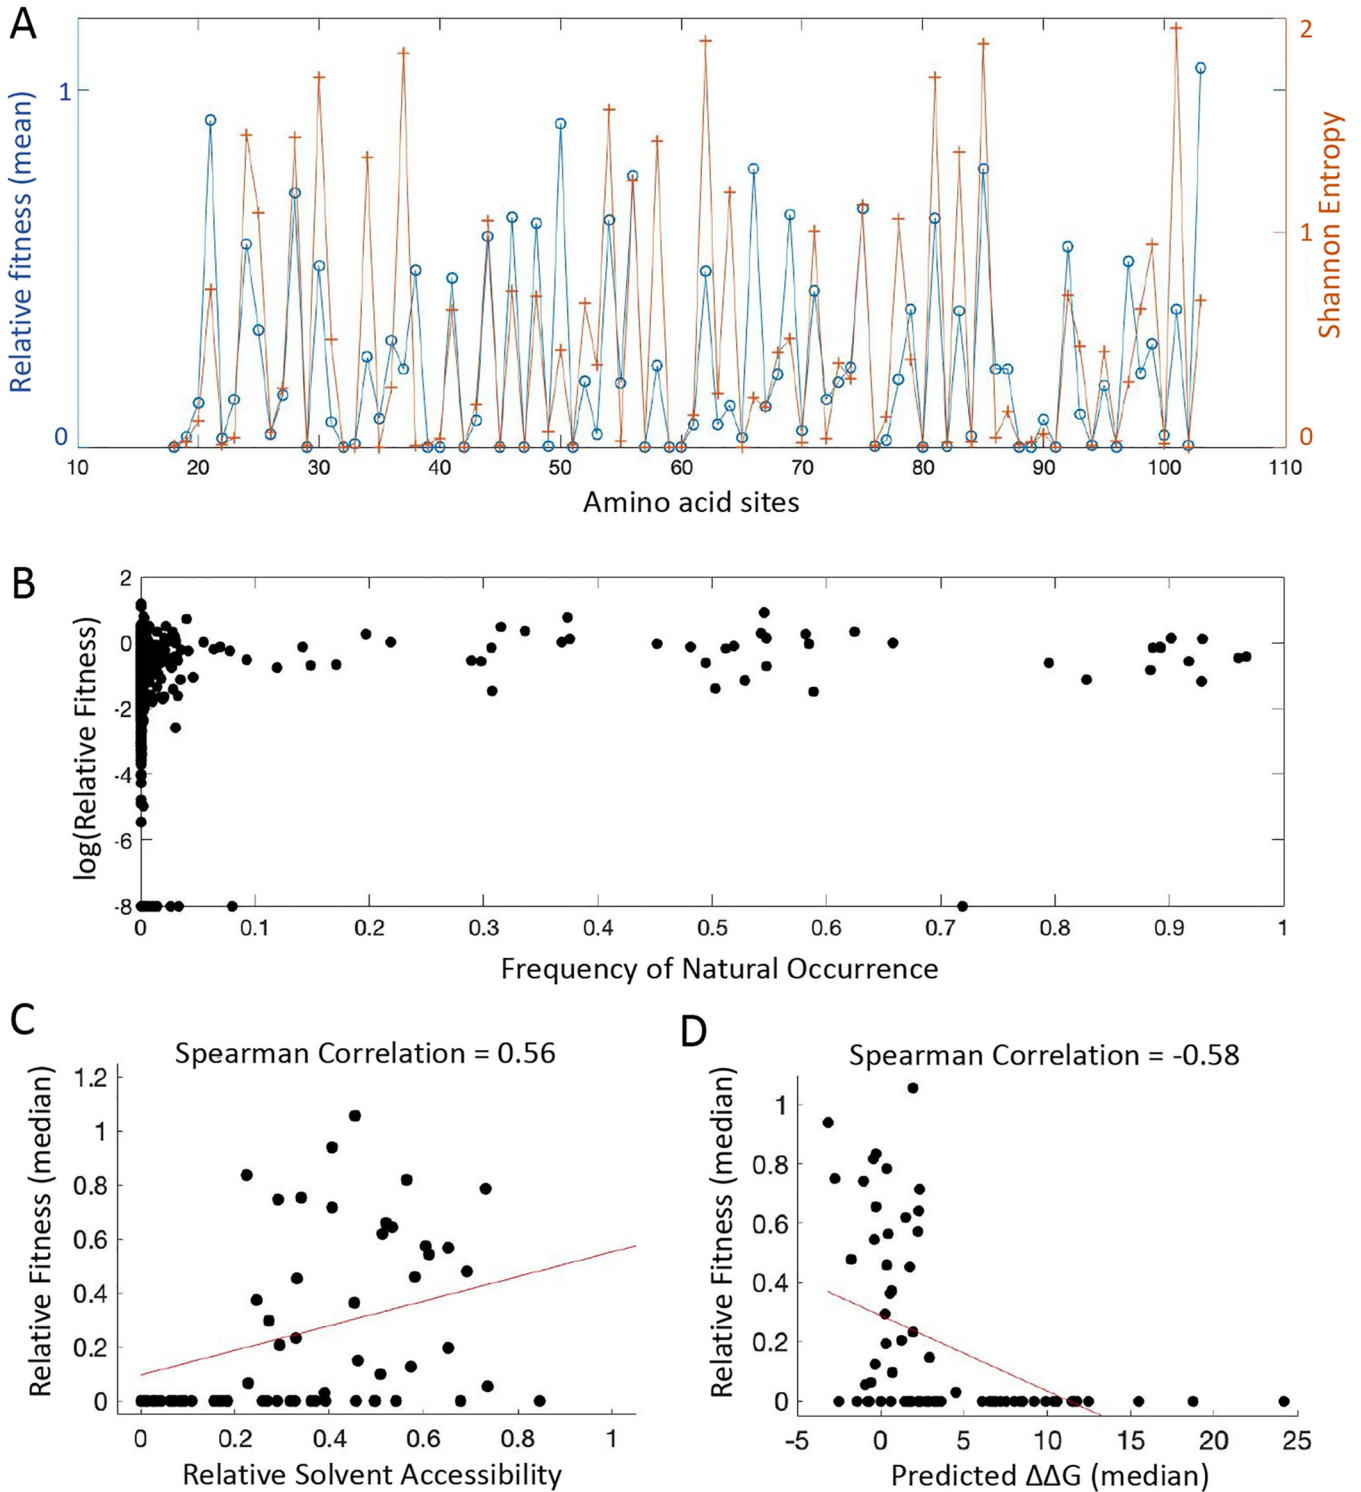 A
Relative fitness (mean)
1
0
2
1
0
Shannon Entropy
10 20 30 40 50 60 70 80 90 100 110
Amino acid sites
B
log(Relative Fitness)
2
0
-2
-4
-6
-8
0 0.1 0.2 0.3 0.4 0.5 0.6 0.7 0.8 0.9 1
Frequency of Natural Occurrence
C
Spearman Correlation = 0.56
Relative Fitness (median)
1.2
1
0.8
0.6
0.4
0.2
0
0 0.2 0.4 0.6 0.8 1
Relative Solvent Accessibility
D
Spearman Correlation = -0.58
Relative Fitness (median)
1
0.8
0.6
0.4
0.2
0
-5 0 5 10 15 20 25
Predicted ΔΔG (median)